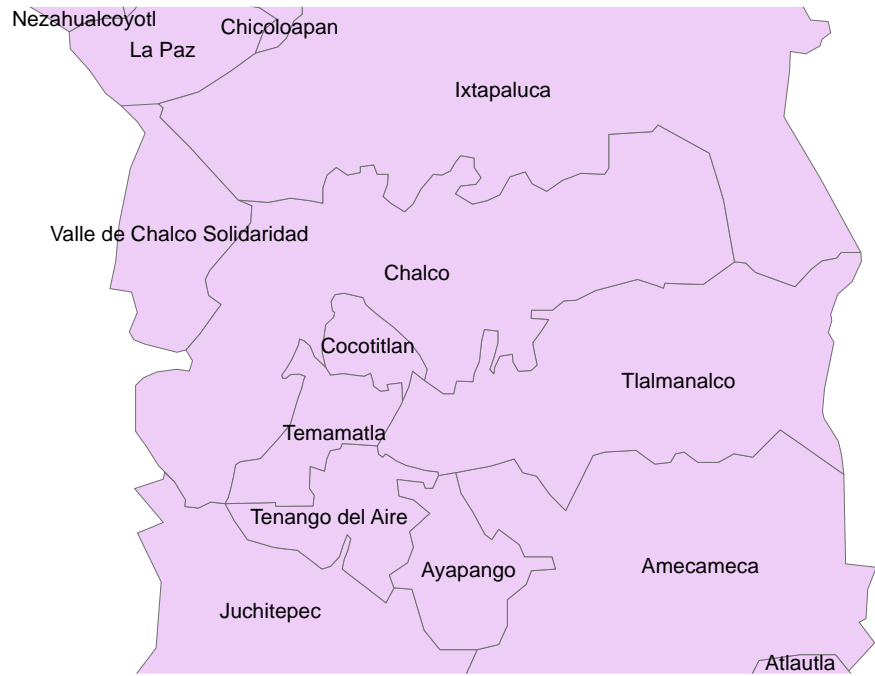 Nezahualcoyotl
Chicoloapan
La Paz
Ixtapaluca
Valle de Chalco Solidaridad
Chalco
Cocotitlan
Tlalmanalco
Temamatla
Tenango del Aire
Amecameca
Ayapango
Juchitepec
Atlautla